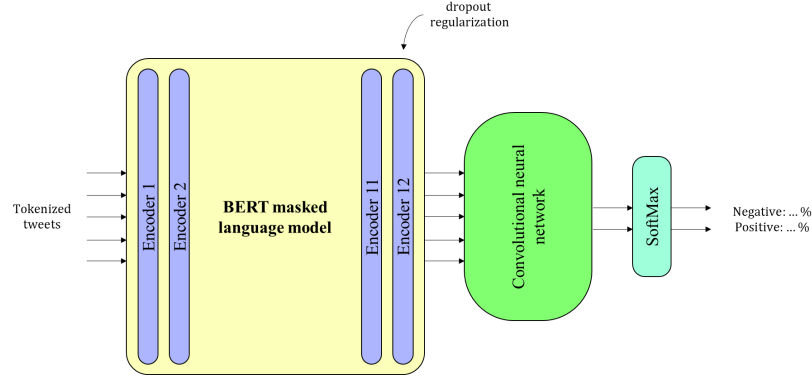 dropout
regularization
Tokenized
tweets
Encoder 1
Encoder 2
BERT masked
language model
Encoder 11
Encoder 12
Convolutional neural
network
SoftMax
Negative: ... %
Positive: ... %